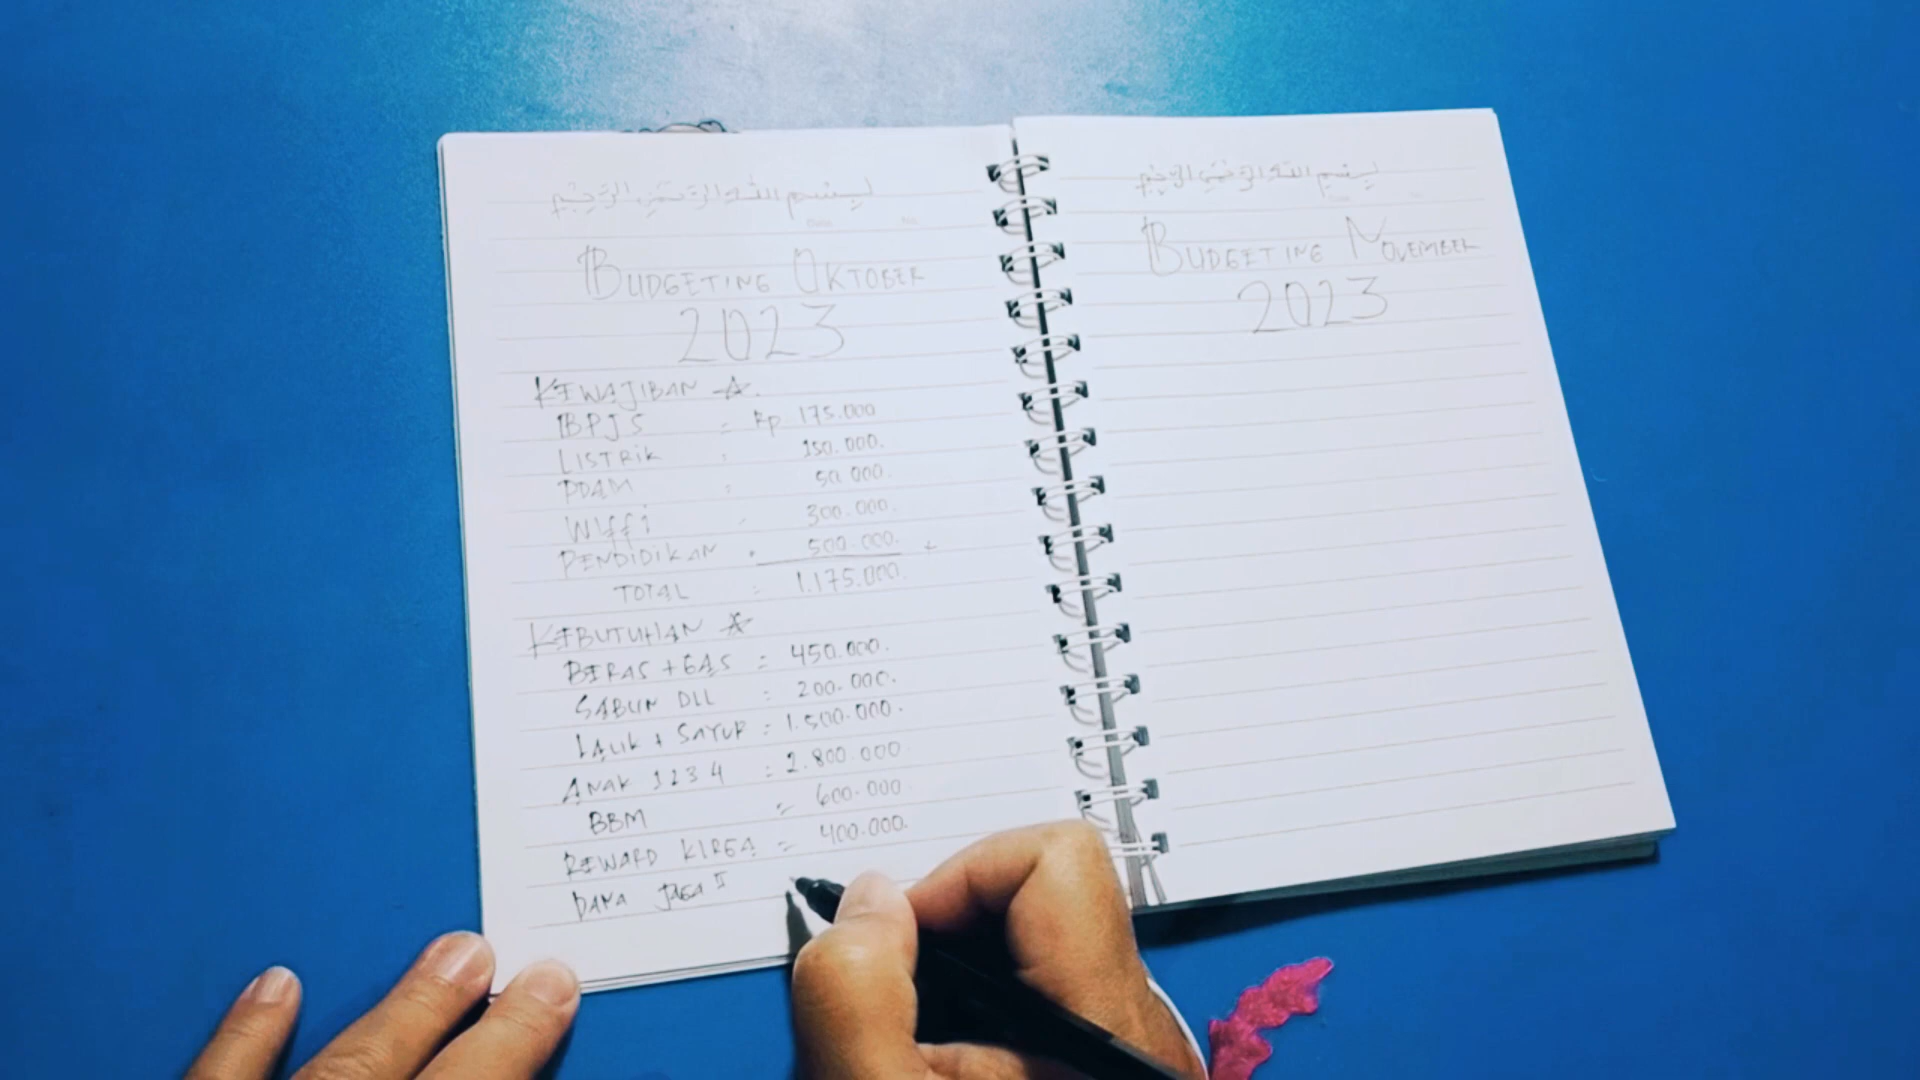 بِسْمِ اللّٰهِ الرَّحْمٰنِ الرَّحِيْمِ
BUDGETING OKTOBER
2023
KEWAJIBAN ☆.
BPJS = Rp. 175.000
LISTRIK : 150.000.
PDAM : 50.000.
WIFFI : 300.000.
PENDIDIKAN . 500.000. +
TOTAL : 1.175.000.
KEBUTUHAN ☆
BERAS + GAS = 450.000.
SABUN DLL : 200.000.
LAUK + SAYUR : 1.500.000.
ANAK 1 2 3 4 : 2.800.000
BBM = 600.000
REWARD KIRGA = 400.000.
DANA JAGA II
بِسْمِ اللّٰهِ الرَّحْمٰنِ الرَّحِيْمِ
BUDGETING NOVEMBER
2023